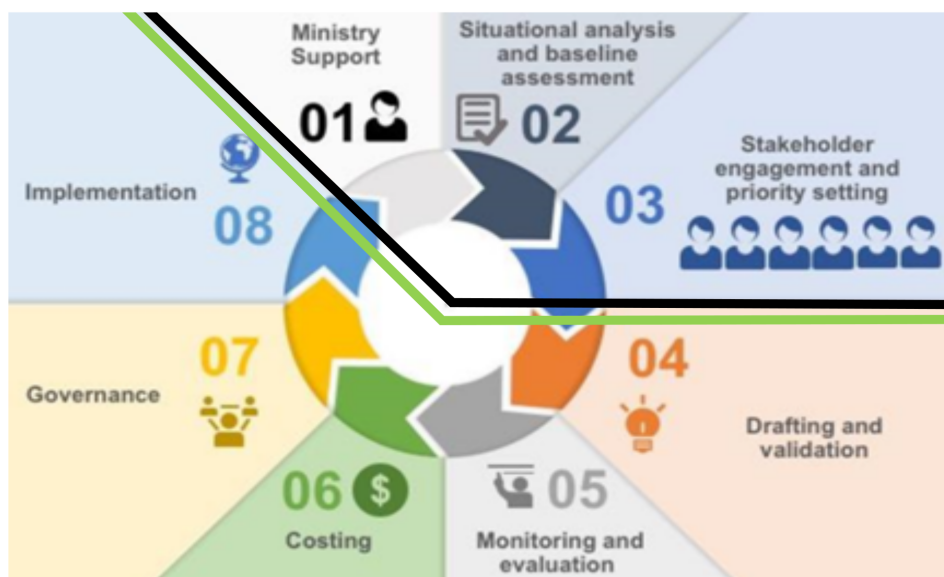 Ministry
Support
01
Situational analysis
and baseline
assessment
02
Stakeholder
engagement and
priority setting
03
04
Drafting and
validation
05
Monitoring and
evaluation
06
$
Costing
07
Governance
Implementation
08